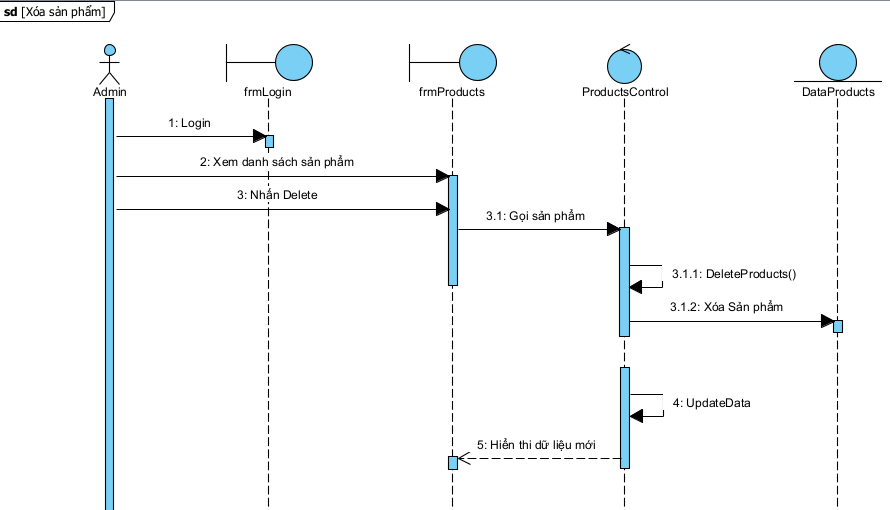 sd [Xóa sản phẩm]
Admin
frmLogin
frmProducts
ProductsControl
DataProducts
1: Login
2: Xem danh sách sản phẩm
3: Nhấn Delete
3.1: Gọi sản phẩm
3.1.1: DeleteProducts()
3.1.2: Xóa Sản phẩm
4: UpdateData
5: Hiển thi dữ liệu mới